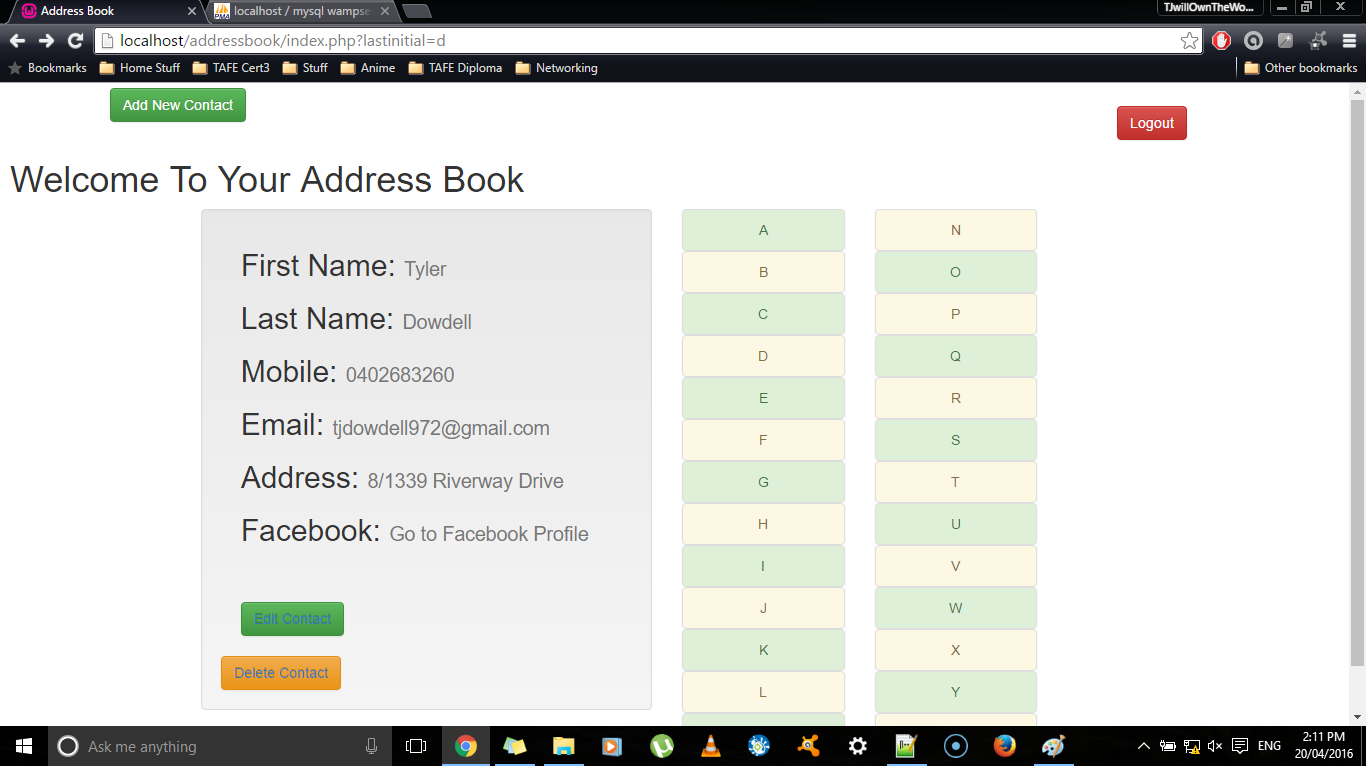 Address Book
localhost / mysql wampse
TJwillOwnTheWo...
localhost/addressbook/index.php?lastinitial=d
Bookmarks Home Stuff TAFE Cert3 Stuff Anime TAFE Diploma Networking Other bookmarks
Add New Contact
Logout
Welcome To Your Address Book
First Name: Tyler
Last Name: Dowdell
Mobile: 0402683260
Email: tjdowdell972@gmail.com
Address: 8/1339 Riverway Drive
Facebook: Go to Facebook Profile
Edit Contact
Delete Contact
A
B
C
D
E
F
G
H
I
J
K
L
N
O
P
Q
R
S
T
U
V
W
X
Y
Ask me anything
ENG
2:11 PM
20/04/2016